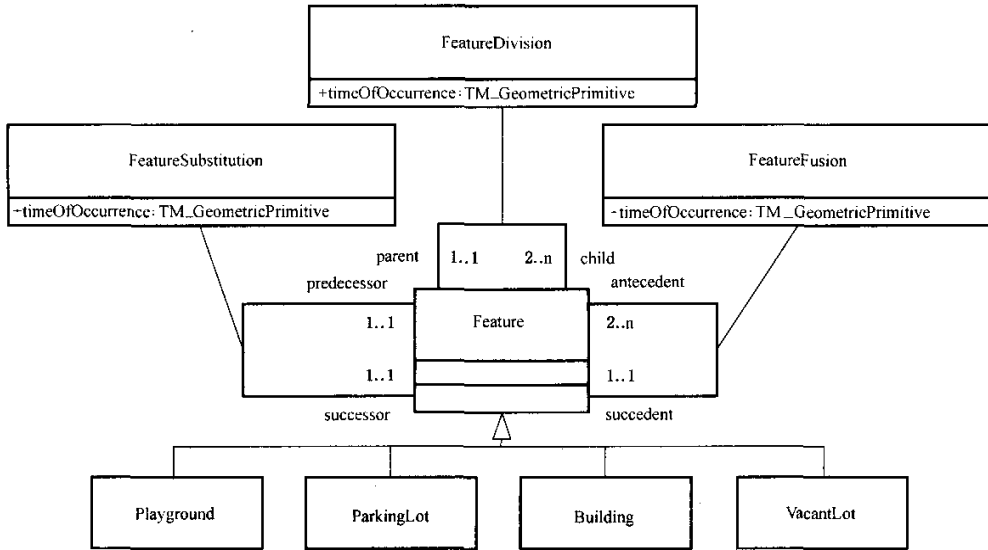 FeatureDivision
+timeOfOccurrence: TM_GeometricPrimitive
FeatureSubstitution
-timeOfOccurrence: TM_GeometricPrimitive
FeatureFusion
-timeOfOccurrence: TM_GeometricPrimitive
parent
1..1
2..n
child
predecessor
antecedent
1..1
Feature
2..n
1..1
1..1
successor
succedent
Playground
ParkingLot
Building
VacantLot